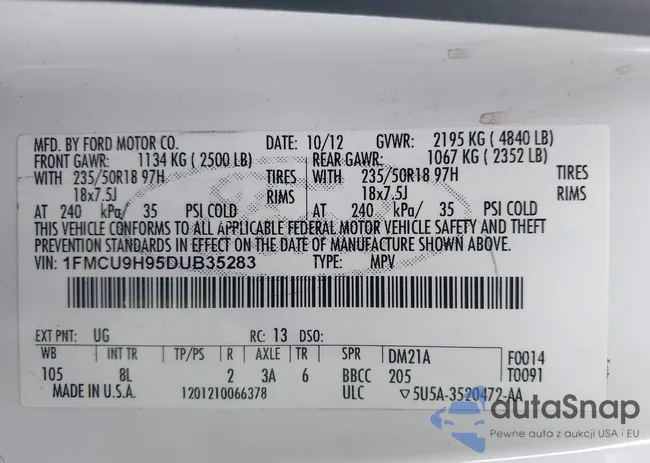 MFD. BY FORD MOTOR CO. DATE: 10/12 GVWR: 2195 KG ( 4840 LB)
FRONT GAWR: 1134 KG ( 2500 LB) REAR GAWR: 1067 KG ( 2352 LB)
WITH 235/50R18 97H TIRES WITH 235/50R18 97H TIRES
18x7.5J RIMS 18x7.5J RIMS
AT 240 kPa/ 35 PSI COLD AT 240 kPa/ 35 PSI COLD
THIS VEHICLE CONFORMS TO ALL APPLICABLE FEDERAL MOTOR VEHICLE SAFETY AND THEFT
PREVENTION STANDARDS IN EFFECT ON THE DATE OF MANUFACTURE SHOWN ABOVE.
VIN: 1FMCU9H95DUB35283 TYPE: MPV
EXT PNT: UG RC: 13 DSO:
WB INT TR TP/PS R AXLE TR SPR DM21A F0014
105 8L 2 3A 6 BBCC 205 T0091
MADE IN U.S.A. 1201210066378 ULC ▽5U5A-3520472-AA
autoSnap
Pewne auta z aukcji USA i EU